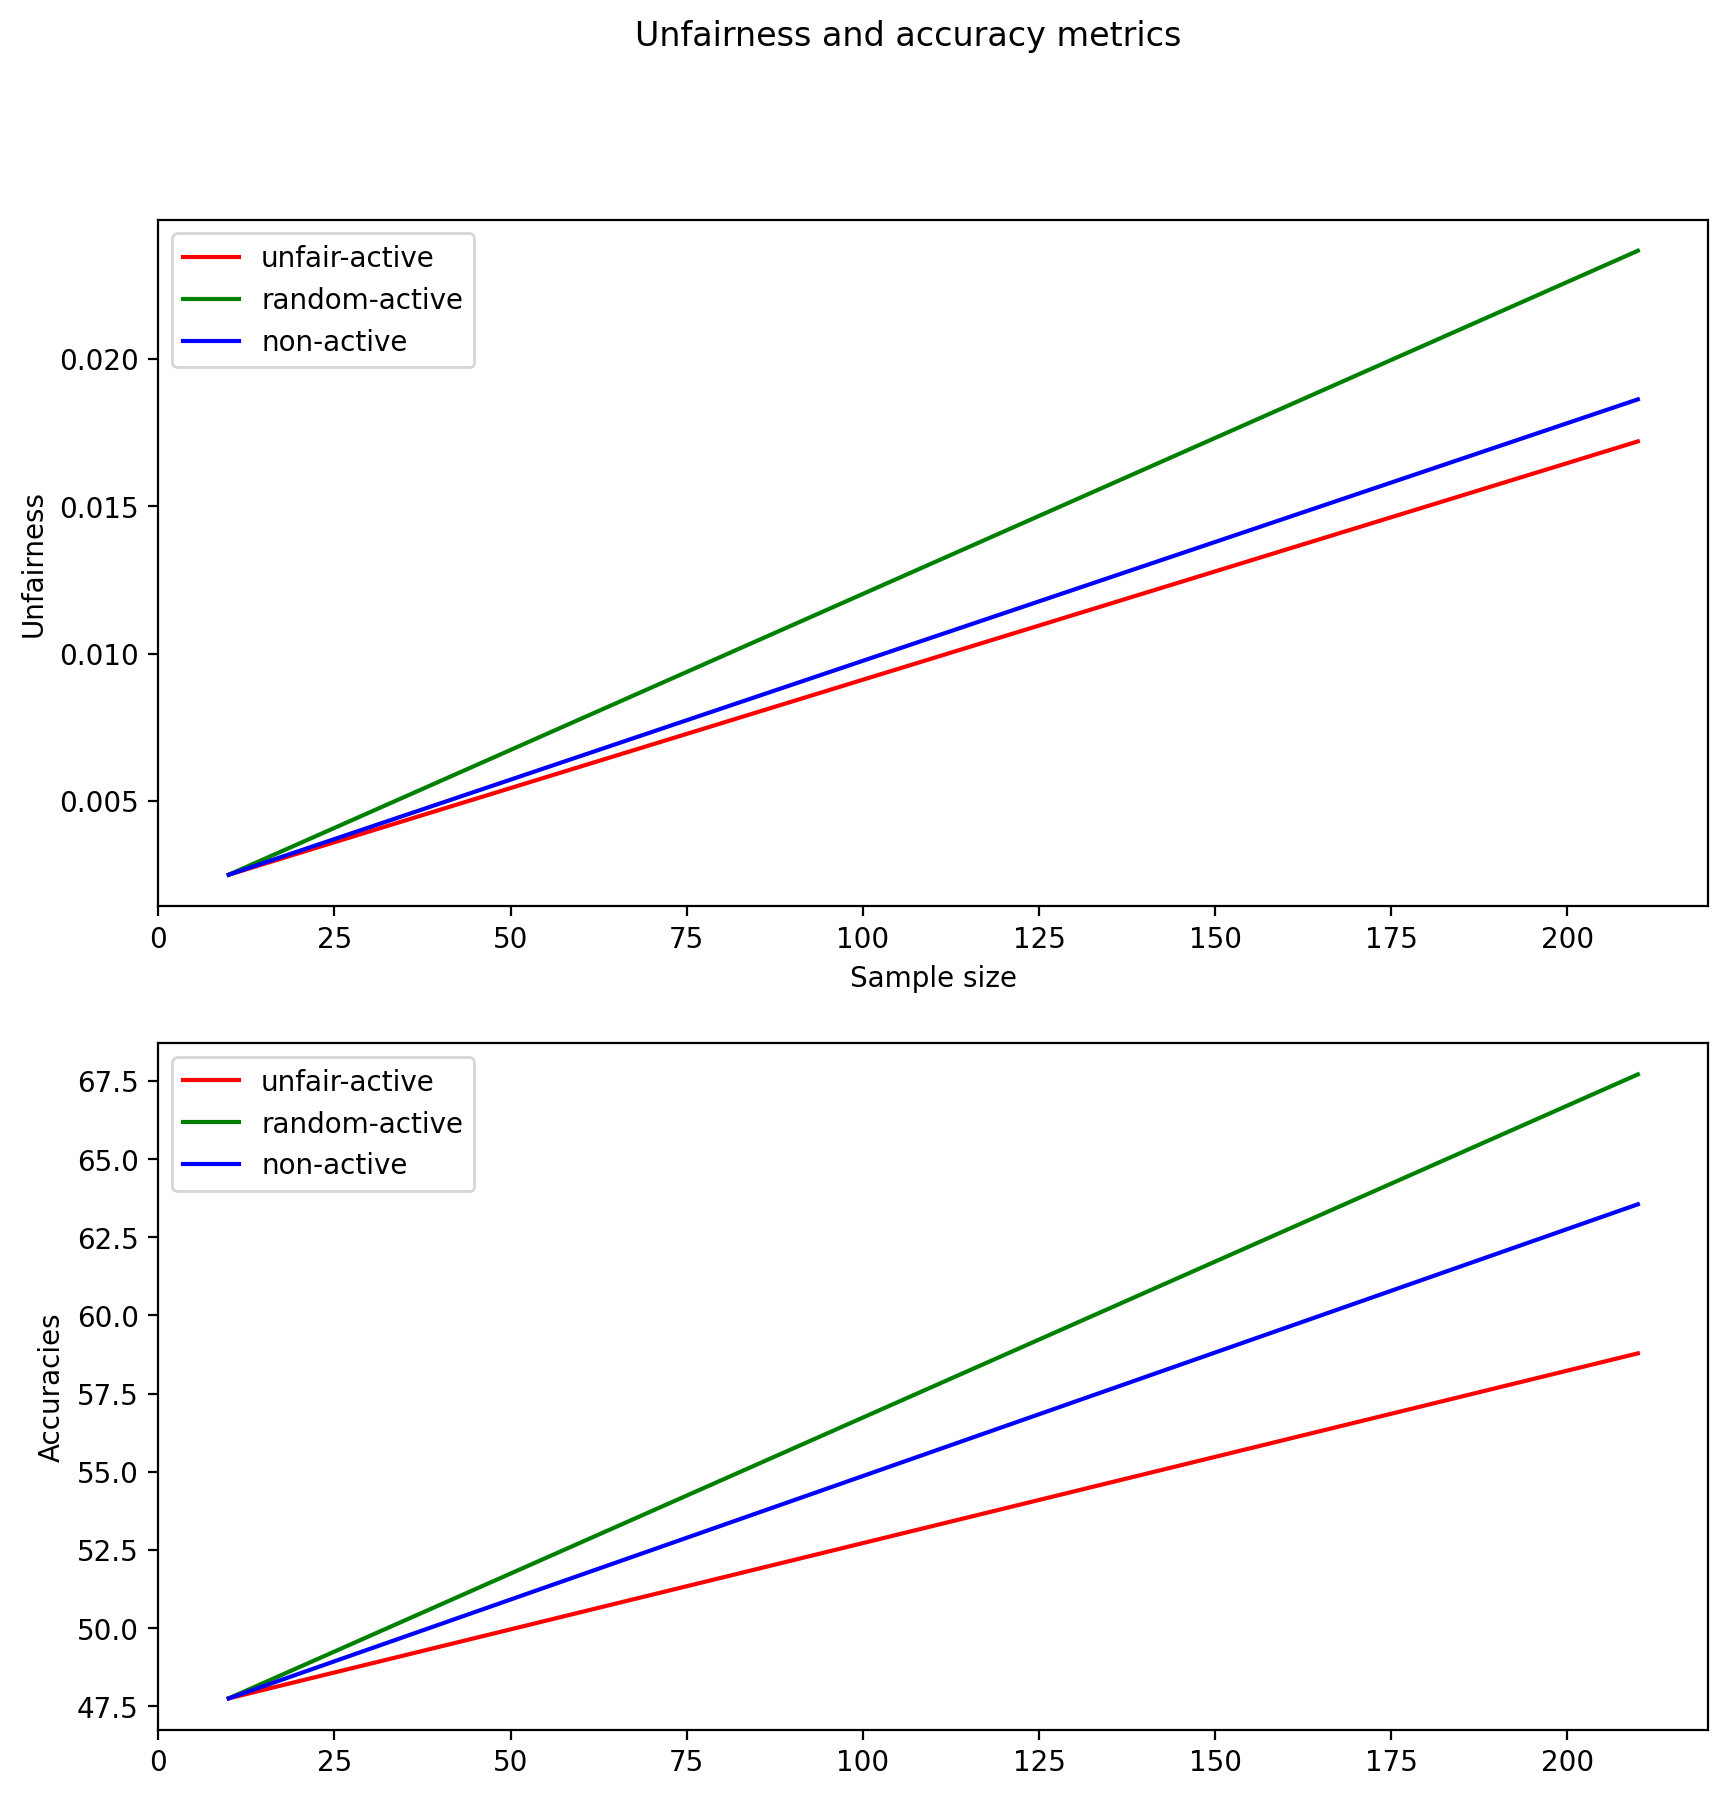 Unfairness and accuracy metrics
unfair-active
random-active
non-active
0.020
0.015
0.010
0.005
Unfairness
0 25 50 75 100 125 150 175 200
Sample size
unfair-active
random-active
non-active
67.5
65.0
62.5
60.0
57.5
55.0
52.5
50.0
47.5
Accuracies
0 25 50 75 100 125 150 175 200